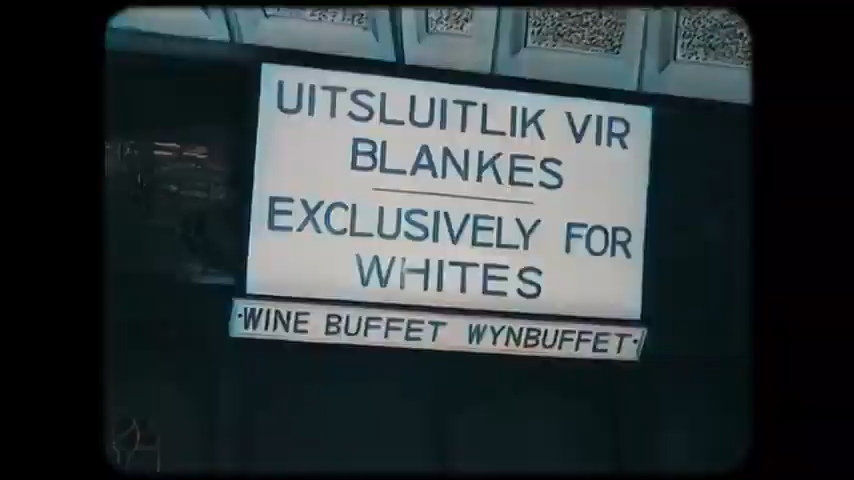 UITSLUITLIK VIR
BLANKES
EXCLUSIVELY FOR
WHITES
·WINE BUFFET WYNBUFFET·